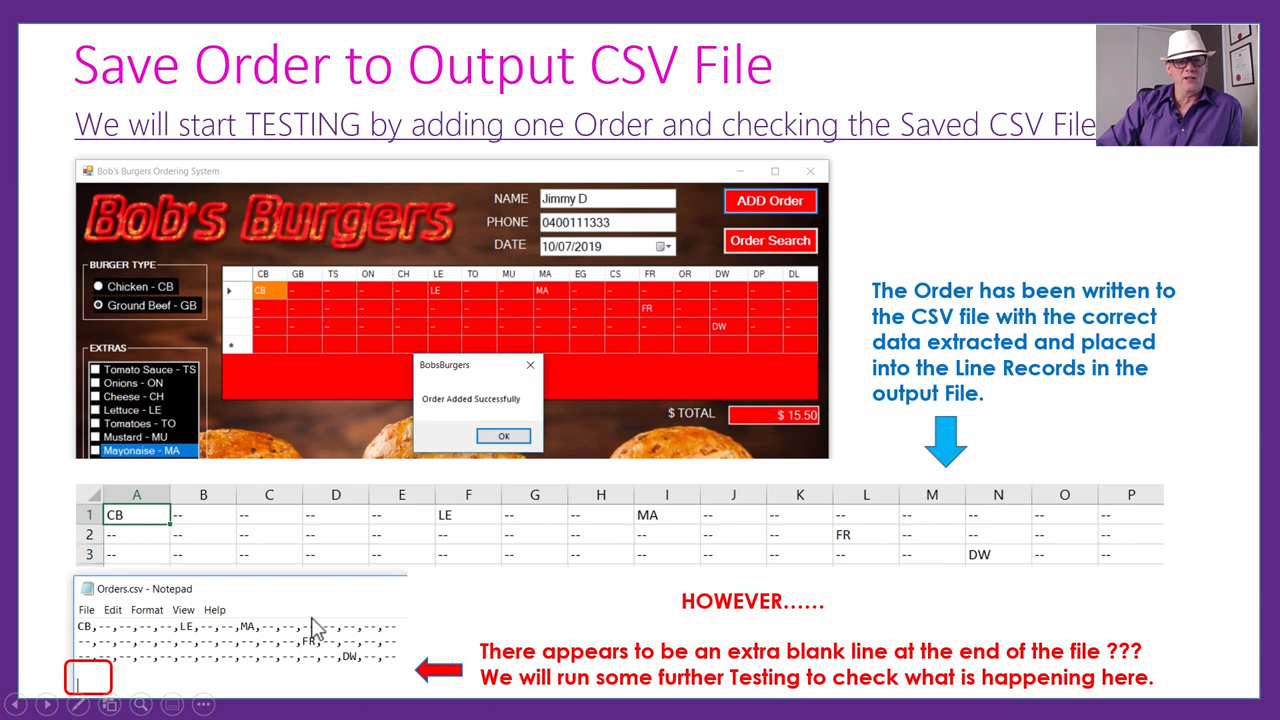 Save Order to Output CSV File
We will start TESTING by adding one Order and checking the Saved CSV File
Bob's Burgers Ordering System
Bob's Burgers
NAME Jimmy D
PHONE 0400111333
DATE 10/07/2019
ADD Order
Order Search
BURGER TYPE
Chicken - CB
Ground Beef - GB
EXTRAS
Tomato Sauce - TS
Onions - ON
Cheese - CH
Lettuce - LE
Tomatoes - TO
Mustard - MU
Mayonaise - MA
CB GB TS ON CH LE TO MU MA EG CS FR OR DW DP DL
CB -- -- -- -- LE -- -- MA -- -- -- -- -- -- --
-- -- -- -- -- -- -- -- -- -- -- FR -- -- -- --
-- -- -- -- -- -- -- -- -- -- -- -- -- DW -- --
BobsBurgers
Order Added Successfully
OK
$ TOTAL $ 15.50
The Order has been written to
the CSV file with the correct
data extracted and placed
into the Line Records in the
output File.
A B C D E F G H I J K L M N O P
1 CB -- -- -- -- LE -- -- MA -- -- -- -- -- -- --
2 -- -- -- -- -- -- -- -- -- -- -- FR -- -- -- --
3 -- -- -- -- -- -- -- -- -- -- -- -- -- DW -- --
Orders.csv - Notepad
File Edit Format View Help
CB,--,--,--,--,LE,--,--,MA,--,--,--,--,--,--,--
--,--,--,--,--,--,--,--,--,--,--,FR,--,--,--,--
--,--,--,--,--,--,--,--,--,--,--,--,--,DW,--,--
HOWEVER......
There appears to be an extra blank line at the end of the file ???
We will run some further Testing to check what is happening here.